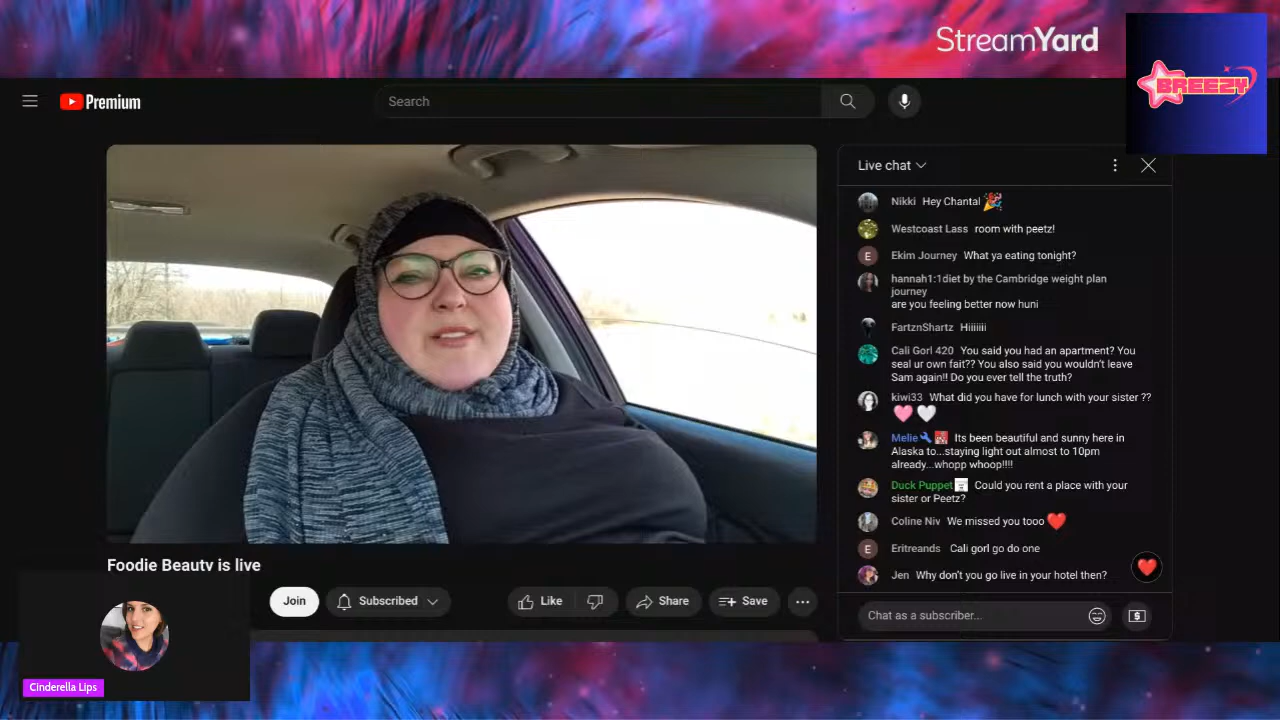 StreamYard
BREEZY
Premium
Search
Live chat
Nikki Hey Chantal
Westcoast Lass room with peetz!
E Ekim Journey What ya eating tonight?
hannah1:1diet by the Cambridge weight plan
journey
are you feeling better now huni
FartznShartz Hiiiiiii
Cali Gorl 420 You said you had an apartment? You
seal ur own fait?? You also said you wouldn't leave
Sam again!! Do you ever tell the truth?
kiwi33 What did you have for lunch with your sister ??
Melie Its been beautiful and sunny here in
Alaska to...staying light out almost to 10pm
already...whopp whoop!!!!
Duck Puppet Could you rent a place with your
sister or Peetz?
Coline Niv We missed you tooo
E Eritreands Cali gorl go do one
Jen Why don't you go live in your hotel then?
Chat as a subscriber...
Foodie Beauty is live
Join
Subscribed
Like
Share
Save
Cinderella Lips